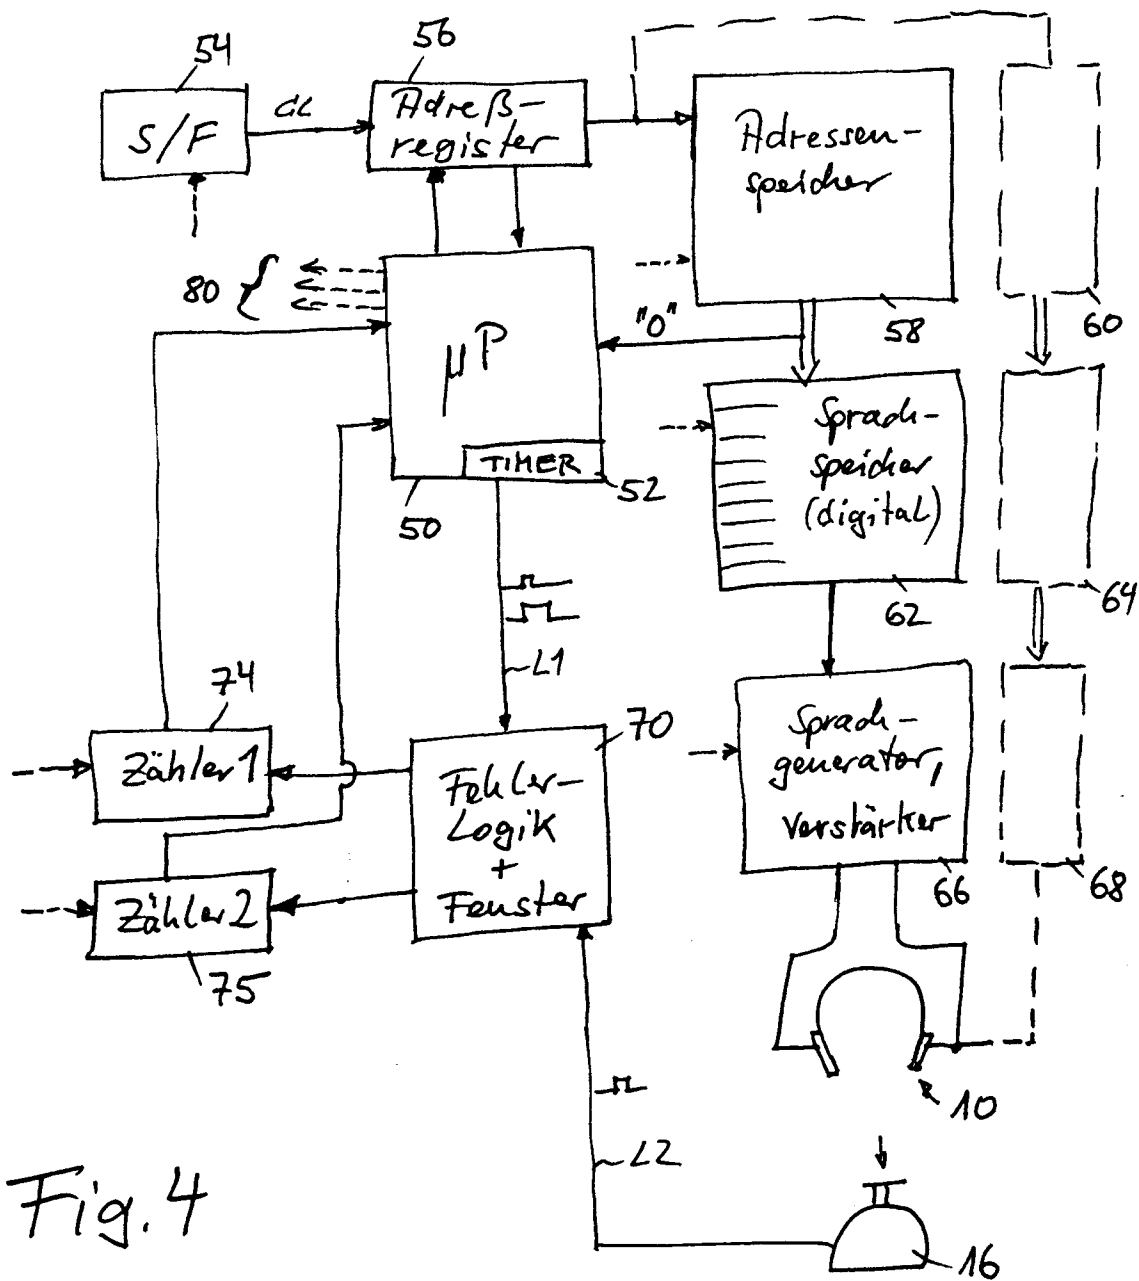 54
S/F
CL
56
Adreß-
register
Adressen-
speicher
58
60
80
µP
TIMER
50
52
"0"
Sprach-
speicher
(digital)
62
64
L1
74
Zähler 1
70
Fehler-
Logik
+
Fenster
Sprach-
generator,
Verstärker
66
68
Zähler 2
75
10
L2
16
Fig. 4